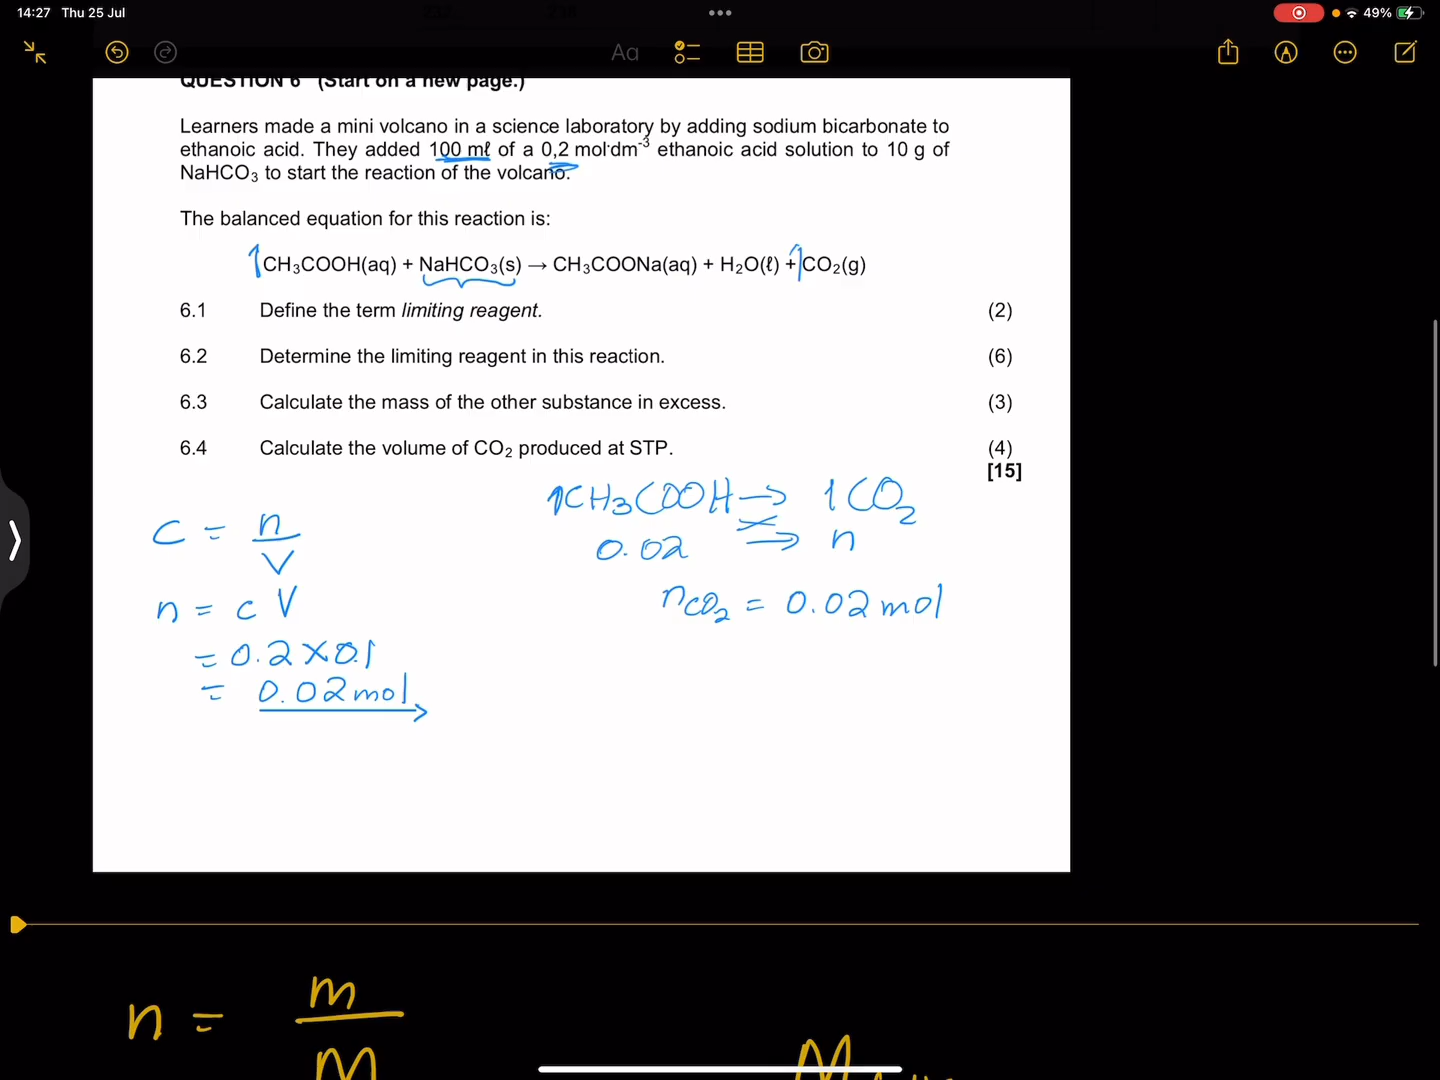 14:27 Thu 25 Jul
49%
Aa
QUESTION 6 (Start on a new page.)
Learners made a mini volcano in a science laboratory by adding sodium bicarbonate to
ethanoic acid. They added 100 mℓ of a 0,2 mol·dm⁻³ ethanoic acid solution to 10 g of
NaHCO₃ to start the reaction of the volcano.
The balanced equation for this reaction is:
1CH₃COOH(aq) + NaHCO₃(s) → CH₃COONa(aq) + H₂O(ℓ) + 1CO₂(g)
6.1 Define the term limiting reagent. (2)
6.2 Determine the limiting reagent in this reaction. (6)
6.3 Calculate the mass of the other substance in excess. (3)
6.4 Calculate the volume of CO₂ produced at STP. (4)
[15]
c = n/V
n = c V
= 0.2 × 0.1
= 0.02 mol
1CH₃COOH → 1CO₂
0.02 → n
nCO₂ = 0.02 mol
n = m/M